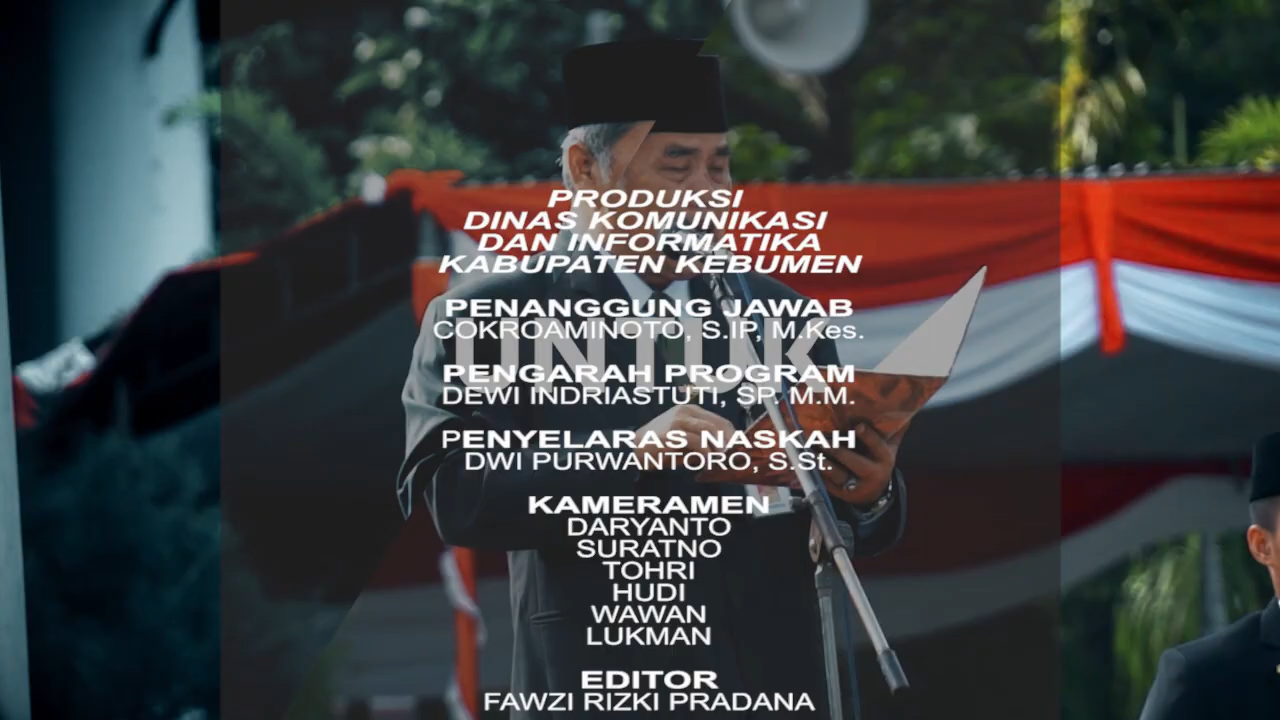 PRODUKSI
DINAS KOMUNIKASI
DAN INFORMATIKA
KABUPATEN KEBUMEN
PENANGGUNG JAWAB
COKROAMINOTO, S.IP, M.Kes.
UNTUK
PENGARAH PROGRAM
DEWI INDRIASTUTI, SP. M.M.
PENYELARAS NASKAH
DWI PURWANTORO, S.St.
KAMERAMEN
DARYANTO
SURATNO
TOHRI
HUDI
WAWAN
LUKMAN
EDITOR
FAWZI RIZKI PRADANA